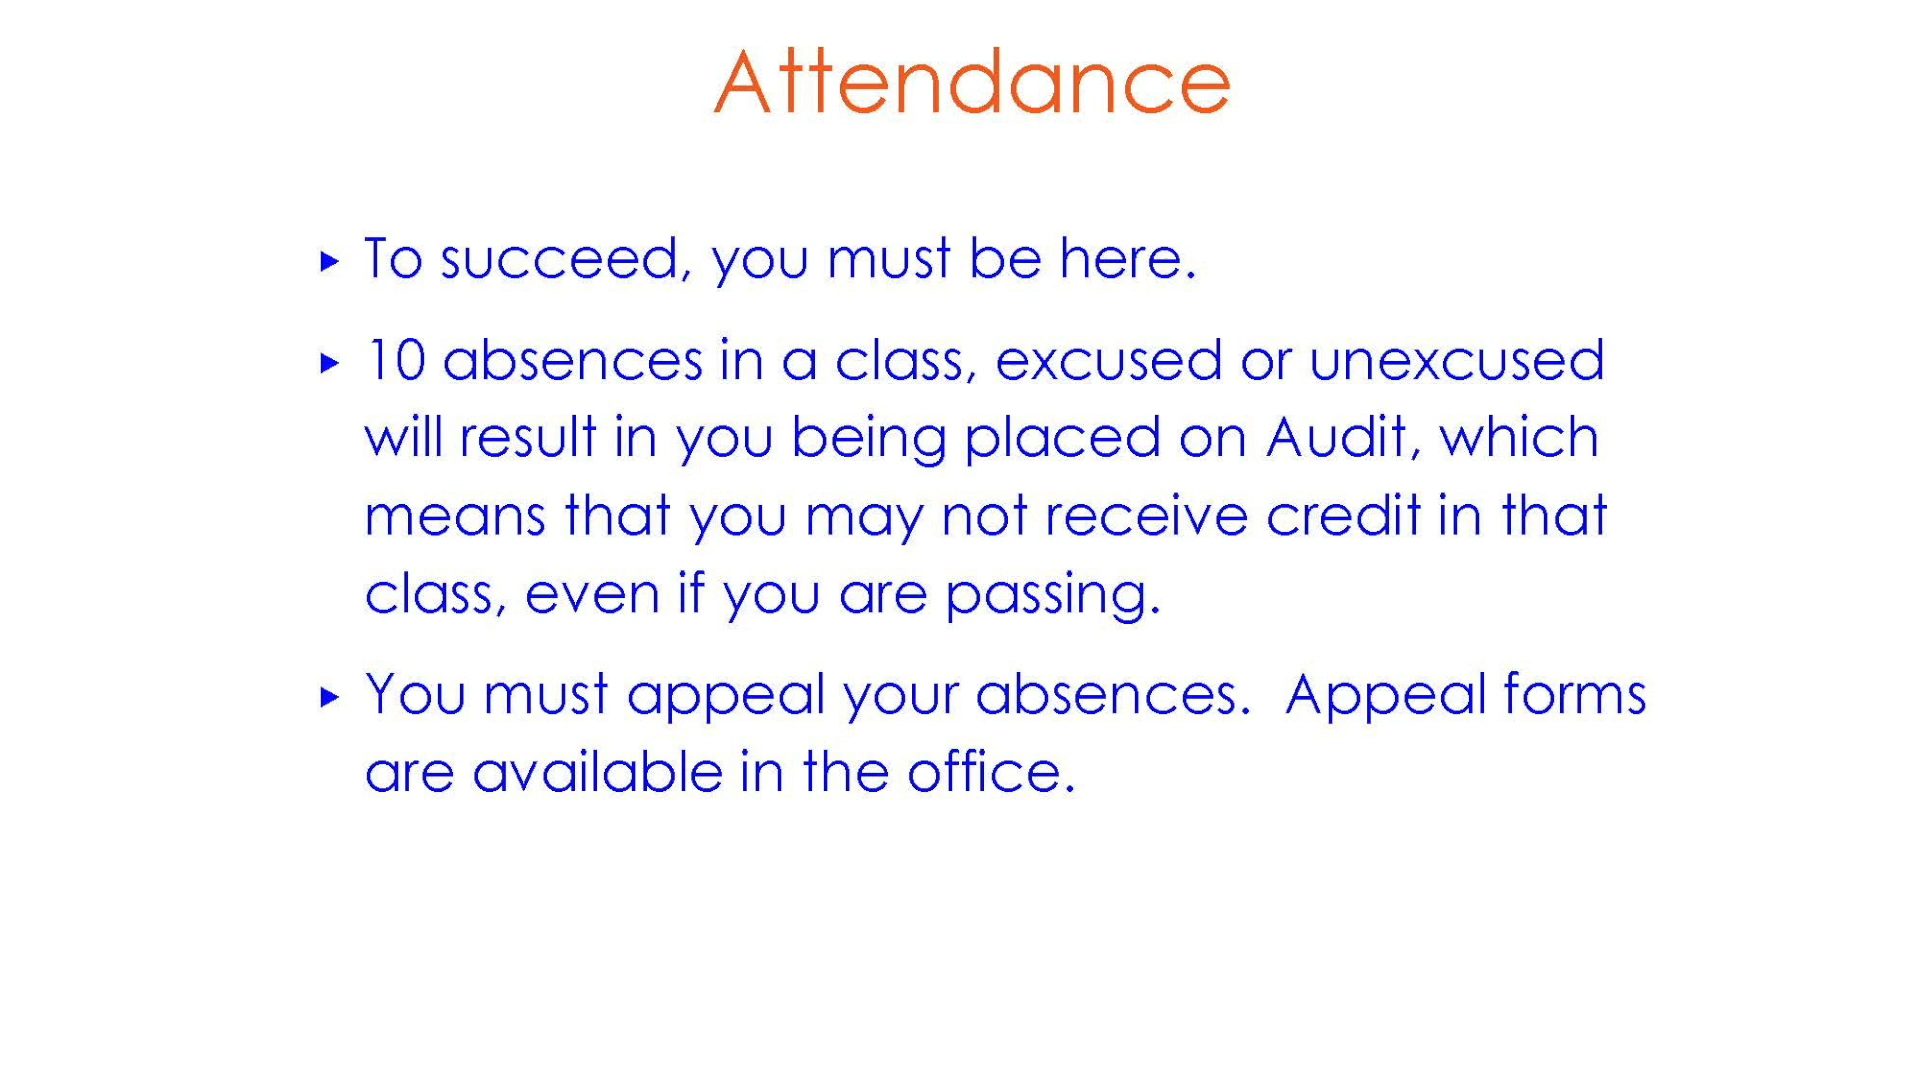 Attendance
▸ To succeed, you must be here.
▸ 10 absences in a class, excused or unexcused
will result in you being placed on Audit, which
means that you may not receive credit in that
class, even if you are passing.
▸ You must appeal your absences.  Appeal forms
are available in the office.